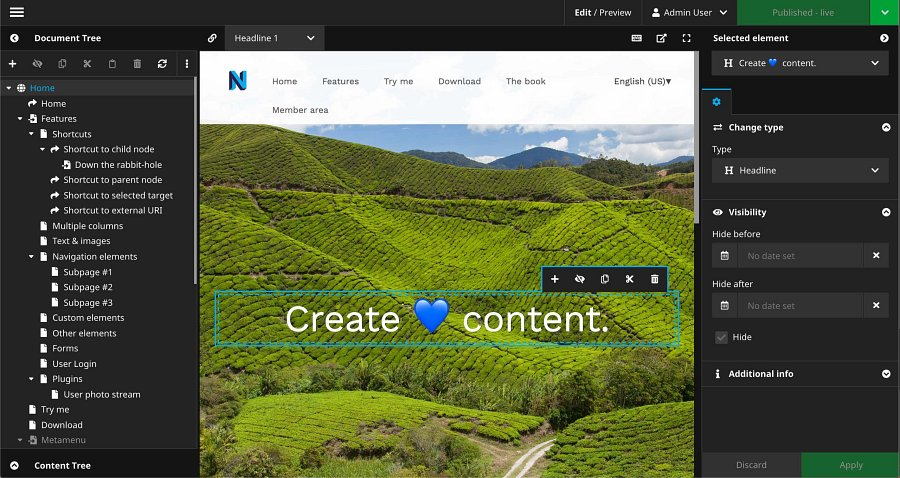 Edit / Preview
Admin User
Published - live
Document Tree
Headline 1
Selected element
Create 💙 content.
Home
Home
Features
Shortcuts
Shortcut to child node
Down the rabbit-hole
Shortcut to parent node
Shortcut to selected target
Shortcut to external URI
Multiple columns
Text & images
Navigation elements
Subpage #1
Subpage #2
Subpage #3
Custom elements
Other elements
Forms
User Login
Plugins
User photo stream
Try me
Download
Metamenu
Content Tree
N Home Features Try me Download The book English (US)▾
Member area
Create 💙 content.
Change type
Type
H Headline
Visibility
Hide before
No date set
Hide after
No date set
Hide
Additional info
Discard Apply